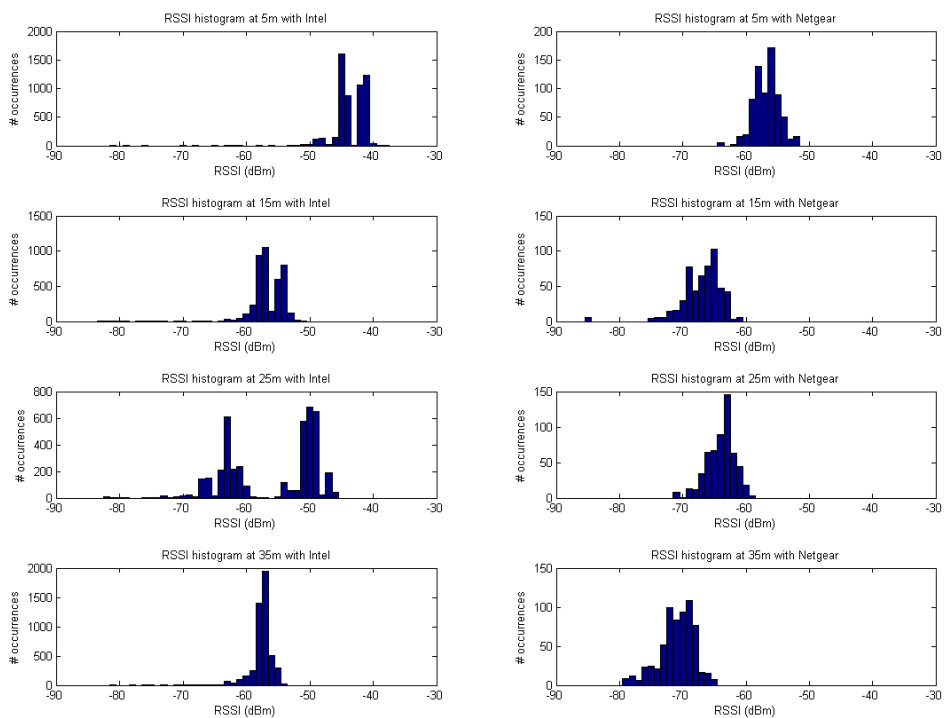 RSSI histogram at 5m with Intel
# occurrences
2000
1500
1000
500
0
-90 -80 -70 -60 -50 -40 -30
RSSI (dBm)
RSSI histogram at 5m with Netgear
# occurrences
200
150
100
50
0
-90 -80 -70 -60 -50 -40 -30
RSSI (dBm)
RSSI histogram at 15m with Intel
# occurrences
1500
1000
500
0
-90 -80 -70 -60 -50 -40 -30
RSSI (dBm)
RSSI histogram at 15m with Netgear
# occurrences
150
100
50
0
-90 -80 -70 -60 -50 -40 -30
RSSI (dBm)
RSSI histogram at 25m with Intel
# occurrences
800
600
400
200
0
-90 -80 -70 -60 -50 -40 -30
RSSI (dBm)
RSSI histogram at 25m with Netgear
# occurrences
150
100
50
0
-90 -80 -70 -60 -50 -40 -30
RSSI (dBm)
RSSI histogram at 35m with Intel
# occurrences
2000
1500
1000
500
0
-90 -80 -70 -60 -50 -40 -30
RSSI (dBm)
RSSI histogram at 35m with Netgear
# occurrences
150
100
50
0
-90 -80 -70 -60 -50 -40 -30
RSSI (dBm)